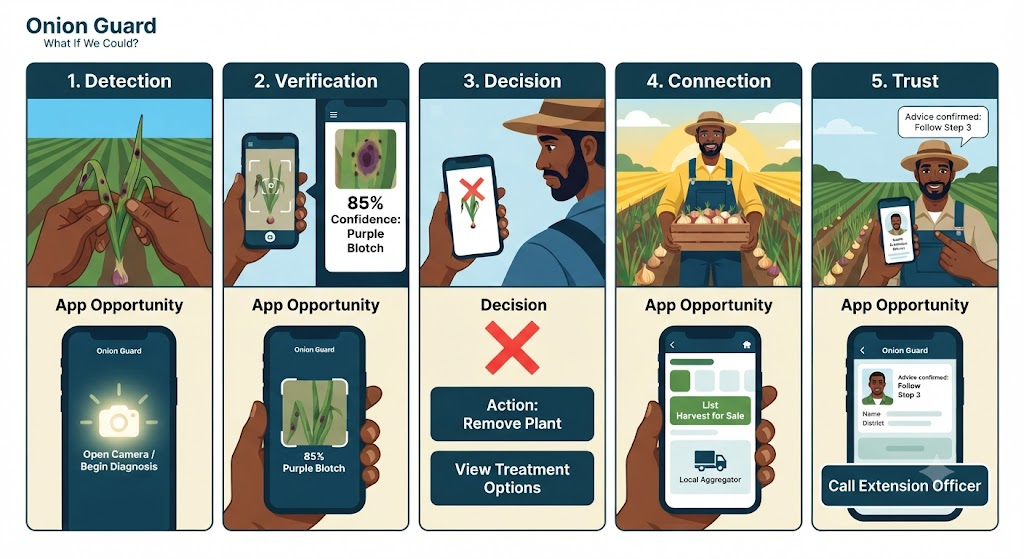 Onion Guard
What If We Could?
1. Detection
2. Verification
3. Decision
4. Connection
5. Trust
85%
Confidence:
Purple
Blotch
Advice confirmed:
Follow Step 3
App Opportunity
App Opportunity
Decision
App Opportunity
App Opportunity
Onion Guard
Open Camera /
Begin Diagnosis
Onion Guard
85%
Purple Blotch
Action:
Remove Plant
View Treatment
Options
List
Harvest for Sale
Local Aggregator
Onion Guard
Advice confirmed:
Follow
Step 3
Name
District
Call Extension Officer